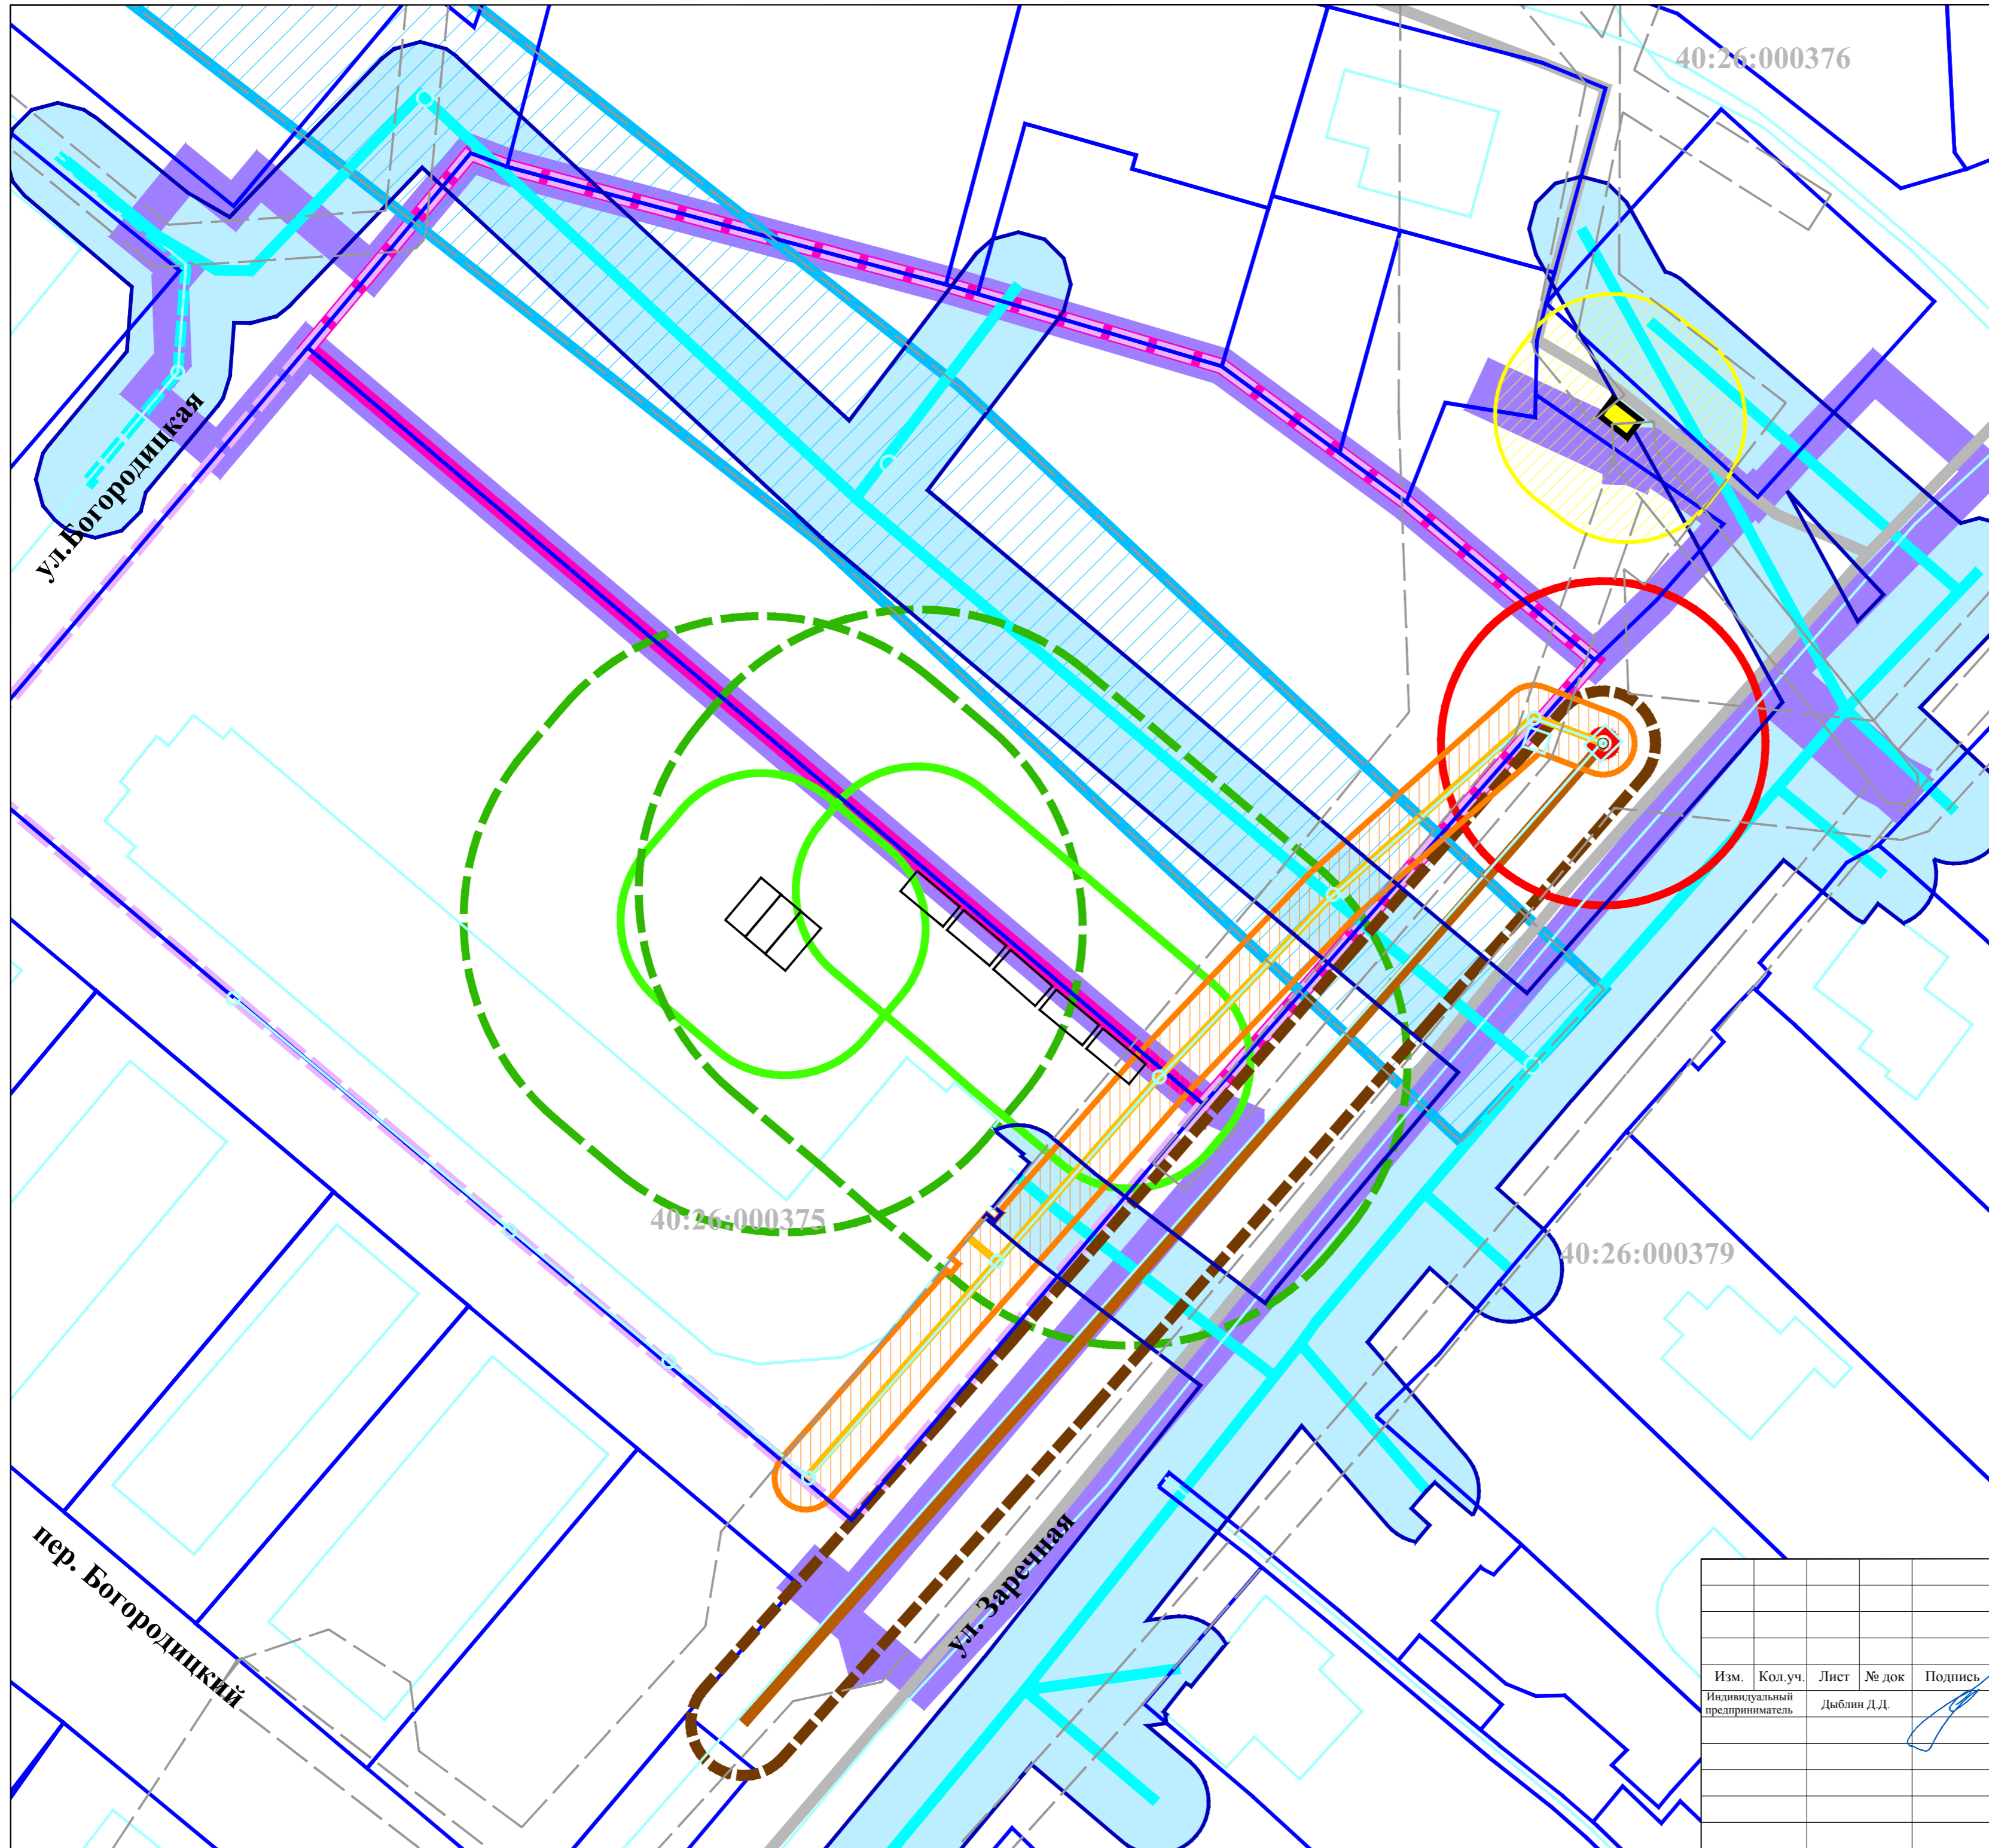 40:26:000376
ул.Богородицкая
40:26:000375
40:26:000379
пер. Богородицкий
ул. Заречная
Изм. Кол.уч. Лист № док Подпись
Индивидуальный предприниматель Дыблин Д.Д.